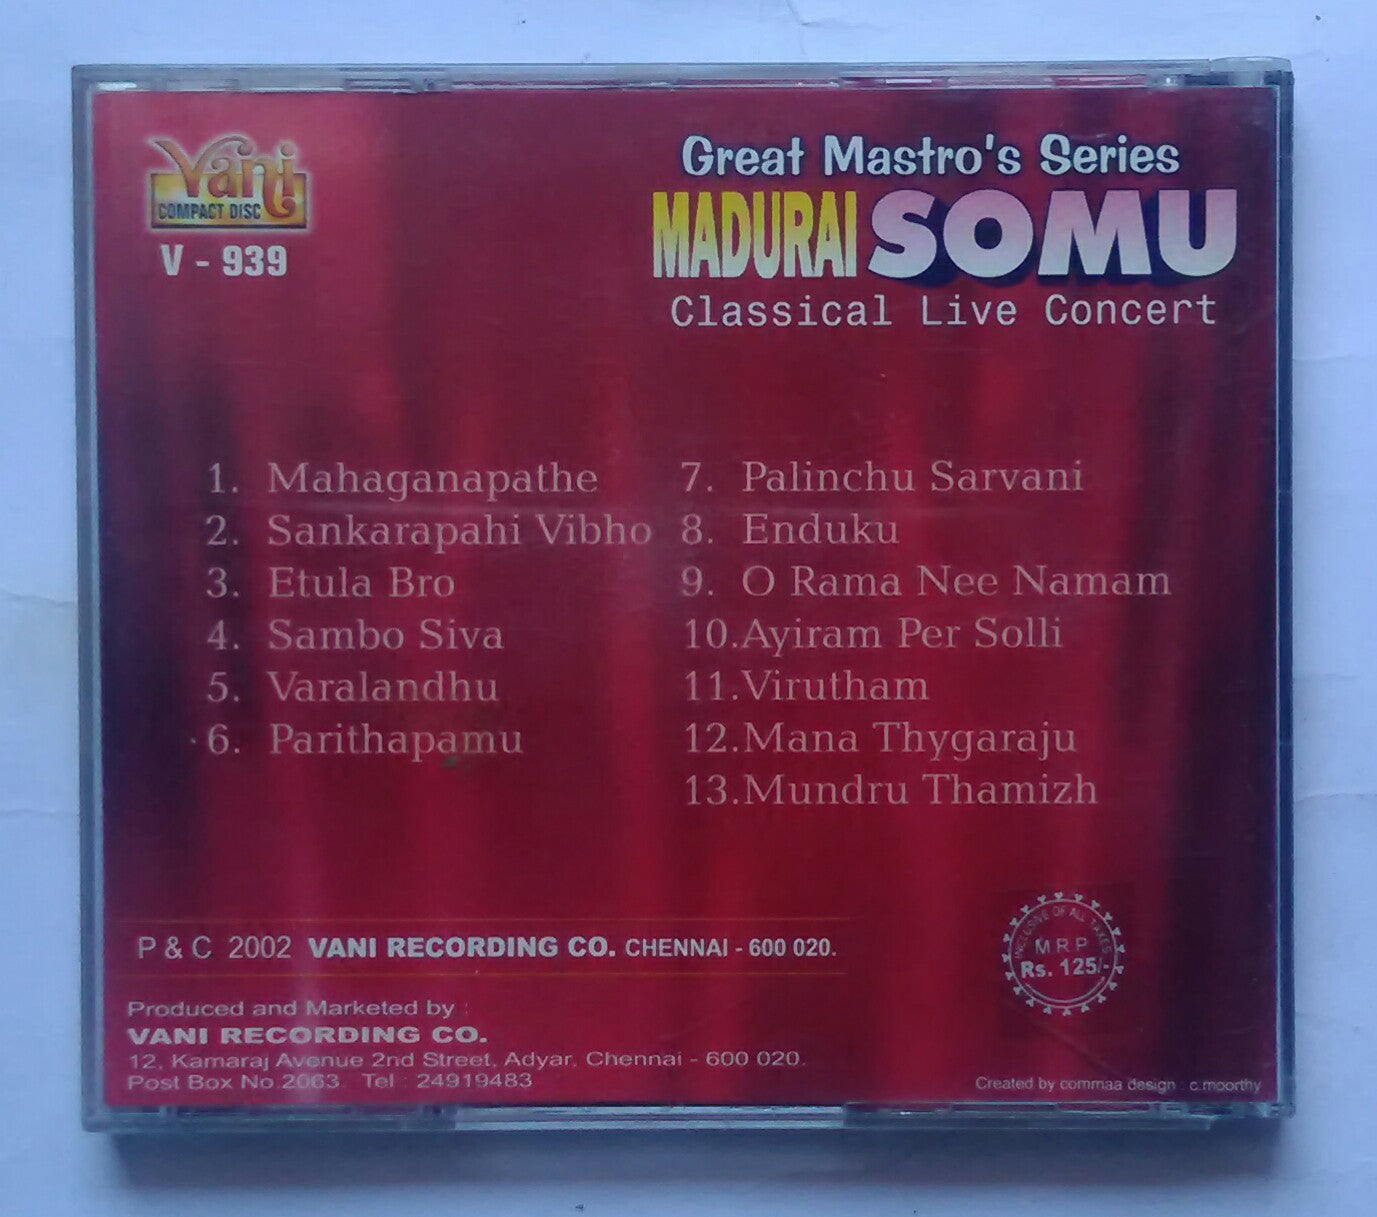 Vani
COMPACT DISC
V - 939
Great Mastro's Series
MADURAI SOMU
Classical Live Concert
1. Mahaganapathe
2. Sankarapahi Vibho
3. Etula Bro
4. Sambo Siva
5. Varalandhu
6. Parithapamu
7. Palinchu Sarvani
8. Enduku
9. O Rama Nee Namam
10.Ayiram Per Solli
11.Virutham
12.Mana Thygaraju
13.Mundru Thamizh
P & C 2002 VANI RECORDING CO. CHENNAI - 600 020.
INCLUSIVE OF ALL TAXES
M R P
Rs. 125/-
Produced and Marketed by :
VANI RECORDING CO.
12, Kamaraj Avenue 2nd Street, Adyar, Chennai - 600 020.
Post Box No 2063 Tel : 24919483
Created by commaa design : c.moorthy